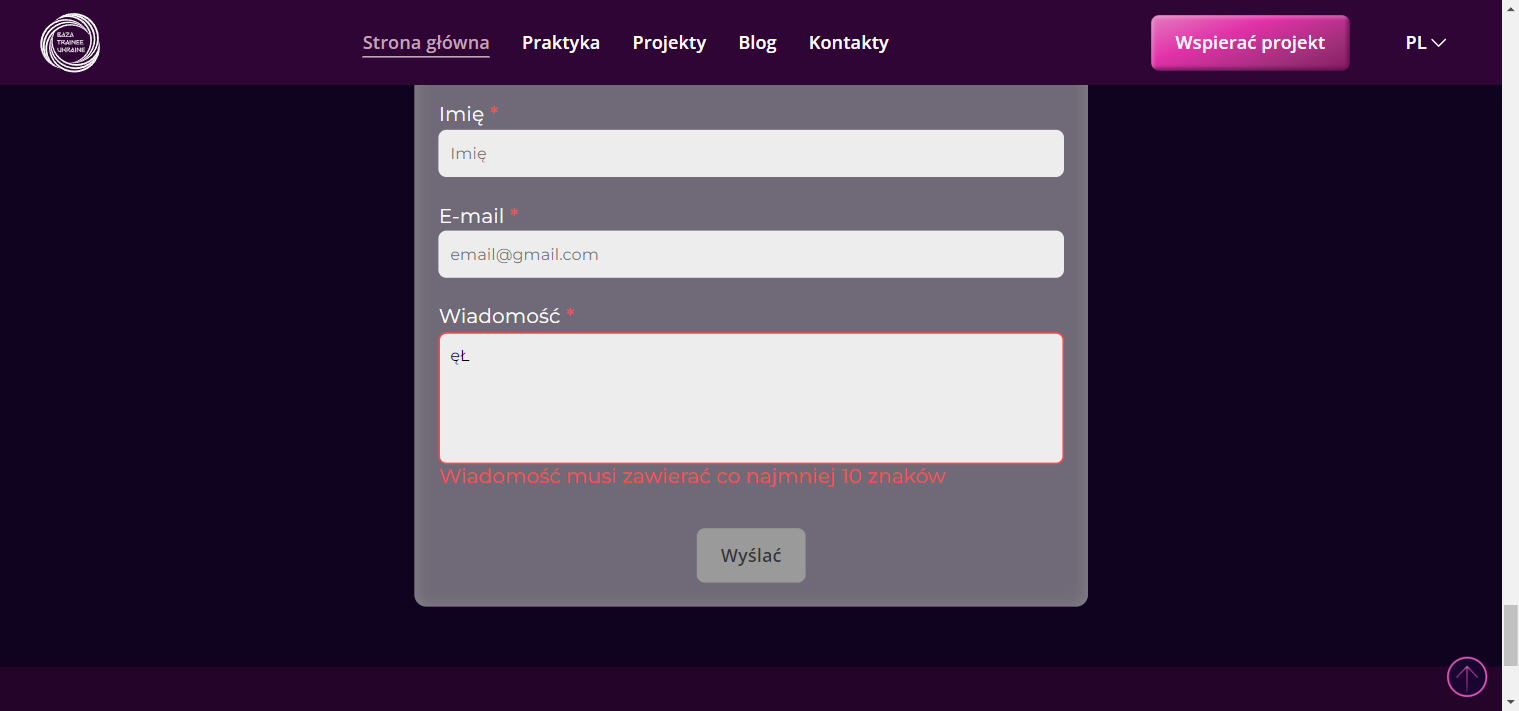 BAZA
TRAINEE
UKRAINE
Strona główna Praktyka Projekty Blog Kontakty Wspierać projekt PL
Imię *
Imię
E-mail *
email@gmail.com
Wiadomość *
ęŁ
Wiadomość musi zawierać co najmniej 10 znaków
Wyślać